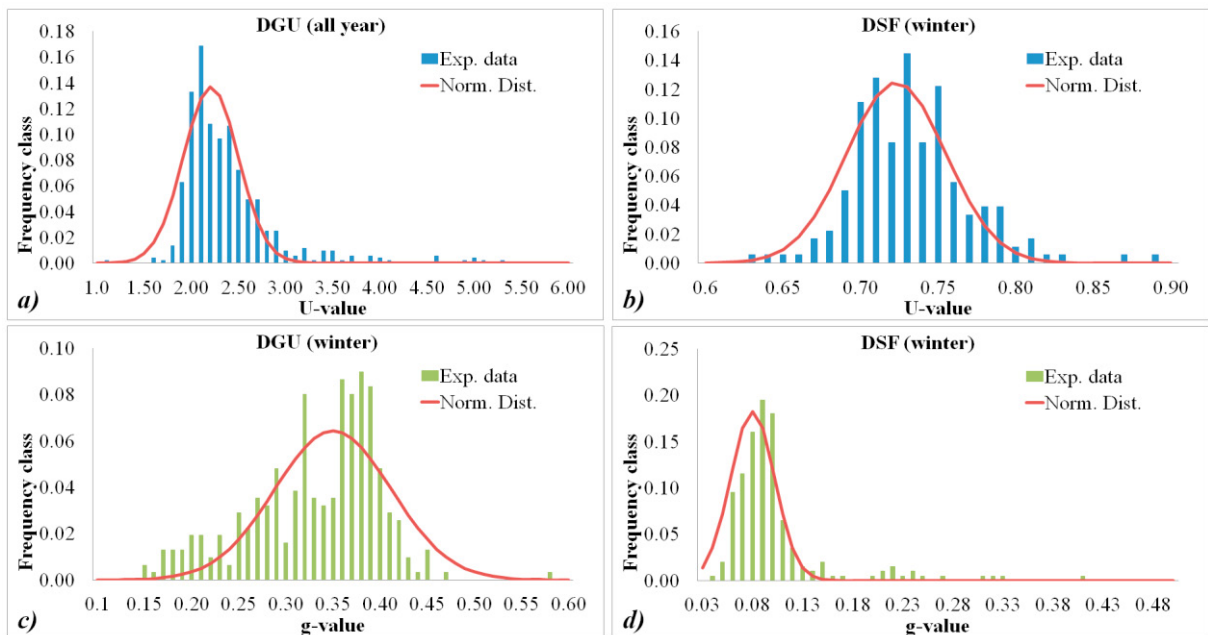 DGU (all year)
0.18
0.16
0.14
0.12
0.10
0.08
0.06
0.04
0.02
0.00
Frequency class
Exp. data
Norm. Dist.
1.0 1.50 2.00 2.50 3.00 3.50 4.00 4.50 5.00 5.50 6.00
U-value
a)
DSF (winter)
0.16
0.14
0.12
0.10
0.08
0.06
0.04
0.02
0.00
Frequency class
Exp. data
Norm. Dist.
0.6 0.65 0.70 0.75 0.80 0.85 0.90
U-value
b)
DGU (winter)
0.10
0.08
0.06
0.04
0.02
0.00
Frequency class
Exp. data
Norm. Dist.
0.1 0.15 0.20 0.25 0.30 0.35 0.40 0.45 0.50 0.55 0.60
g-value
c)
DSF (winter)
0.25
0.20
0.15
0.10
0.05
0.00
Frequency class
Exp. data
Norm. Dist.
0.03 0.08 0.13 0.18 0.23 0.28 0.33 0.38 0.43 0.48
g-value
d)